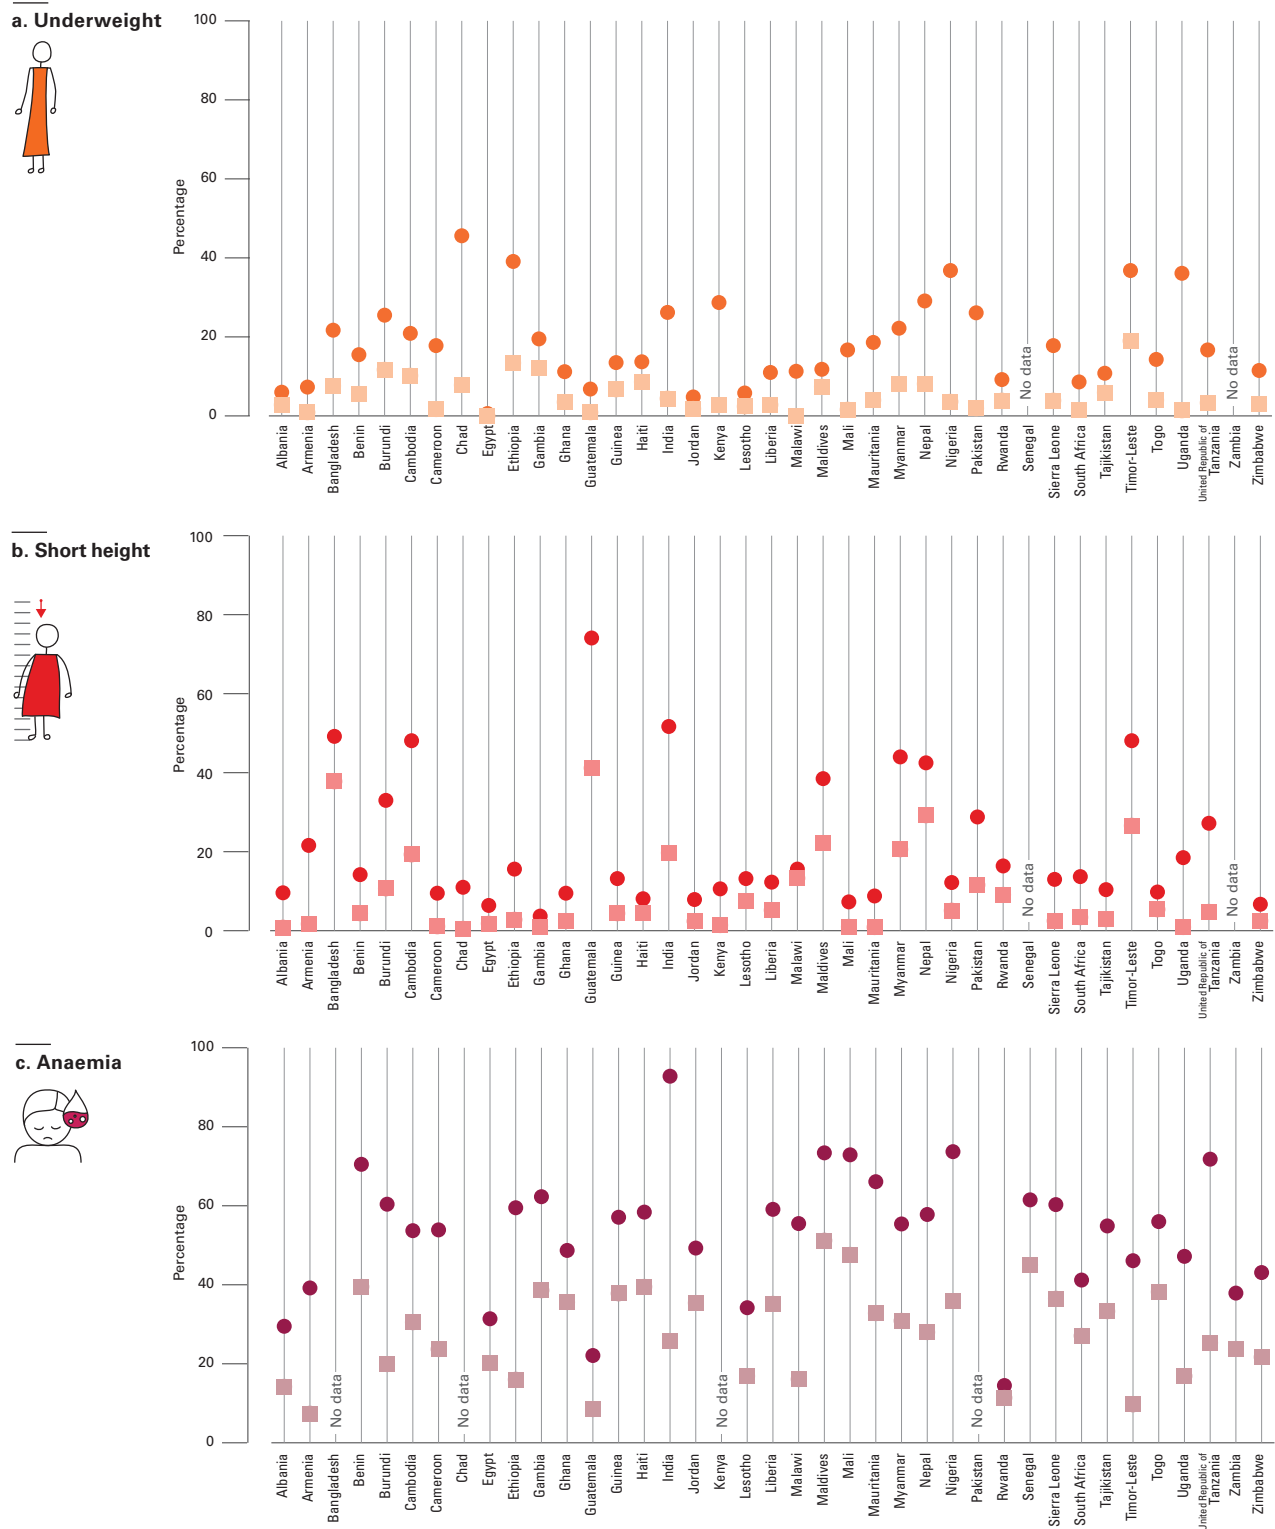 a. Underweight
100
80
60
40
20
0
Percentage
No data
No data
Albania
Armenia
Bangladesh
Benin
Burundi
Cambodia
Cameroon
Chad
Egypt
Ethiopia
Gambia
Ghana
Guatemala
Guinea
Haiti
India
Jordan
Kenya
Lesotho
Liberia
Malawi
Maldives
Mali
Mauritania
Myanmar
Nepal
Nigeria
Pakistan
Rwanda
Senegal
Sierra Leone
South Africa
Tajikistan
Timor-Leste
Togo
Uganda
United Republic of
Tanzania
Zambia
Zimbabwe
b. Short height
100
80
60
40
20
0
Percentage
No data
No data
Albania
Armenia
Bangladesh
Benin
Burundi
Cambodia
Cameroon
Chad
Egypt
Ethiopia
Gambia
Ghana
Guatemala
Guinea
Haiti
India
Jordan
Kenya
Lesotho
Liberia
Malawi
Maldives
Mali
Mauritania
Myanmar
Nepal
Nigeria
Pakistan
Rwanda
Senegal
Sierra Leone
South Africa
Tajikistan
Timor-Leste
Togo
Uganda
United Republic of
Tanzania
Zambia
Zimbabwe
c. Anaemia
100
80
60
40
20
0
Percentage
No data
No data
No data
No data
Albania
Armenia
Bangladesh
Benin
Burundi
Cambodia
Cameroon
Chad
Egypt
Ethiopia
Gambia
Ghana
Guatemala
Guinea
Haiti
India
Jordan
Kenya
Lesotho
Liberia
Malawi
Maldives
Mali
Mauritania
Myanmar
Nepal
Nigeria
Pakistan
Rwanda
Senegal
Sierra Leone
South Africa
Tajikistan
Timor-Leste
Togo
Uganda
United Republic of
Tanzania
Zambia
Zimbabwe